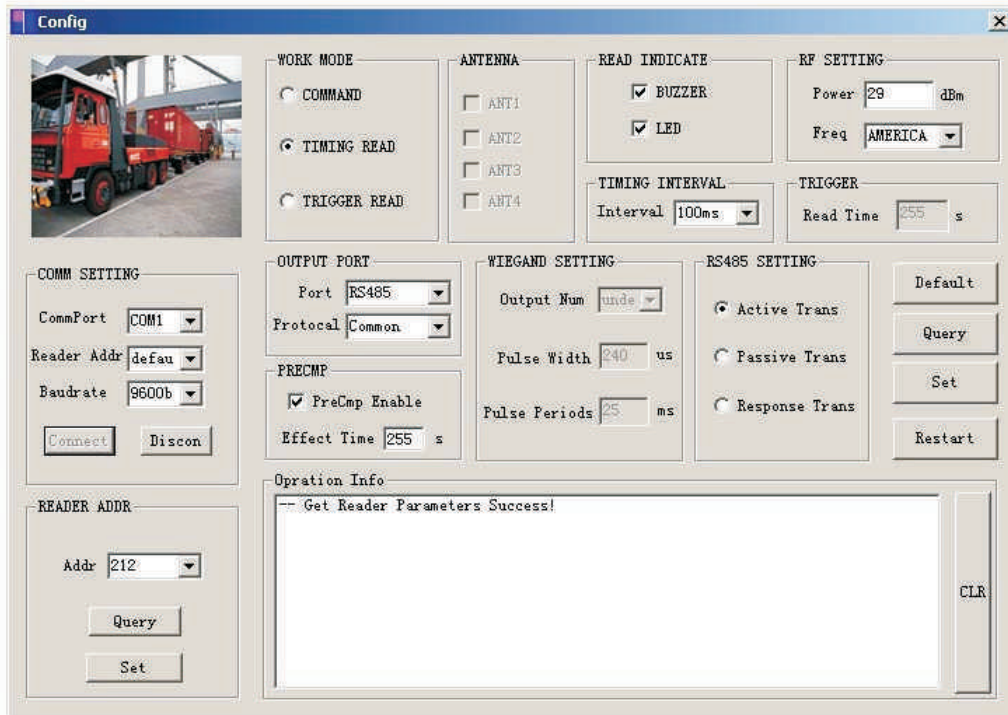 Config
WORK MODE
COMMAND
TIMING READ
TRIGGER READ
ANTENNA
ANT1
ANT2
ANT3
ANT4
READ INDICATE
BUZZER
LED
RF SETTING
Power 29 dBm
Freq AMERICA
TIMING INTERVAL
Interval 100ms
TRIGGER
Read Time 255 s
COMM SETTING
CommPort COM1
Reader Addr defau
Baudrate 9600b
Connect Discon
OUTPUT PORT
Port RS485
Protocal Common
PRECMP
PreCmp Enable
Effect Time 255 s
WIEGAND SETTING
Output Num unde
Pulse Width 240 us
Pulse Periods 25 ms
RS485 SETTING
Active Trans
Passive Trans
Response Trans
Default
Query
Set
Restart
READER ADDR
Addr 212
Query
Set
Opration Info
-- Get Reader Parameters Success!
CLR